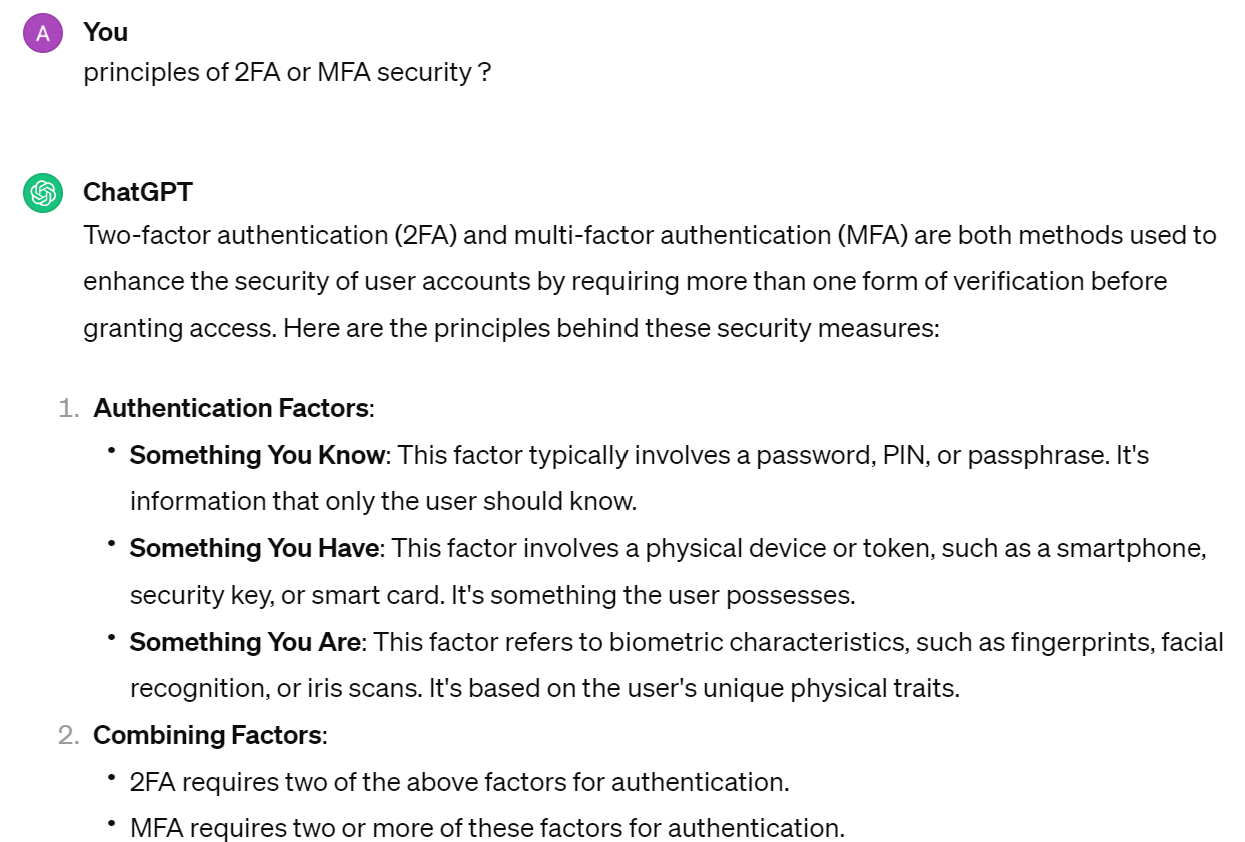 A
You
principles of 2FA or MFA security ?
ChatGPT
Two-factor authentication (2FA) and multi-factor authentication (MFA) are both methods used to
enhance the security of user accounts by requiring more than one form of verification before
granting access. Here are the principles behind these security measures:
1. Authentication Factors:
• Something You Know: This factor typically involves a password, PIN, or passphrase. It's
information that only the user should know.
• Something You Have: This factor involves a physical device or token, such as a smartphone,
security key, or smart card. It's something the user possesses.
• Something You Are: This factor refers to biometric characteristics, such as fingerprints, facial
recognition, or iris scans. It's based on the user's unique physical traits.
2. Combining Factors:
• 2FA requires two of the above factors for authentication.
• MFA requires two or more of these factors for authentication.